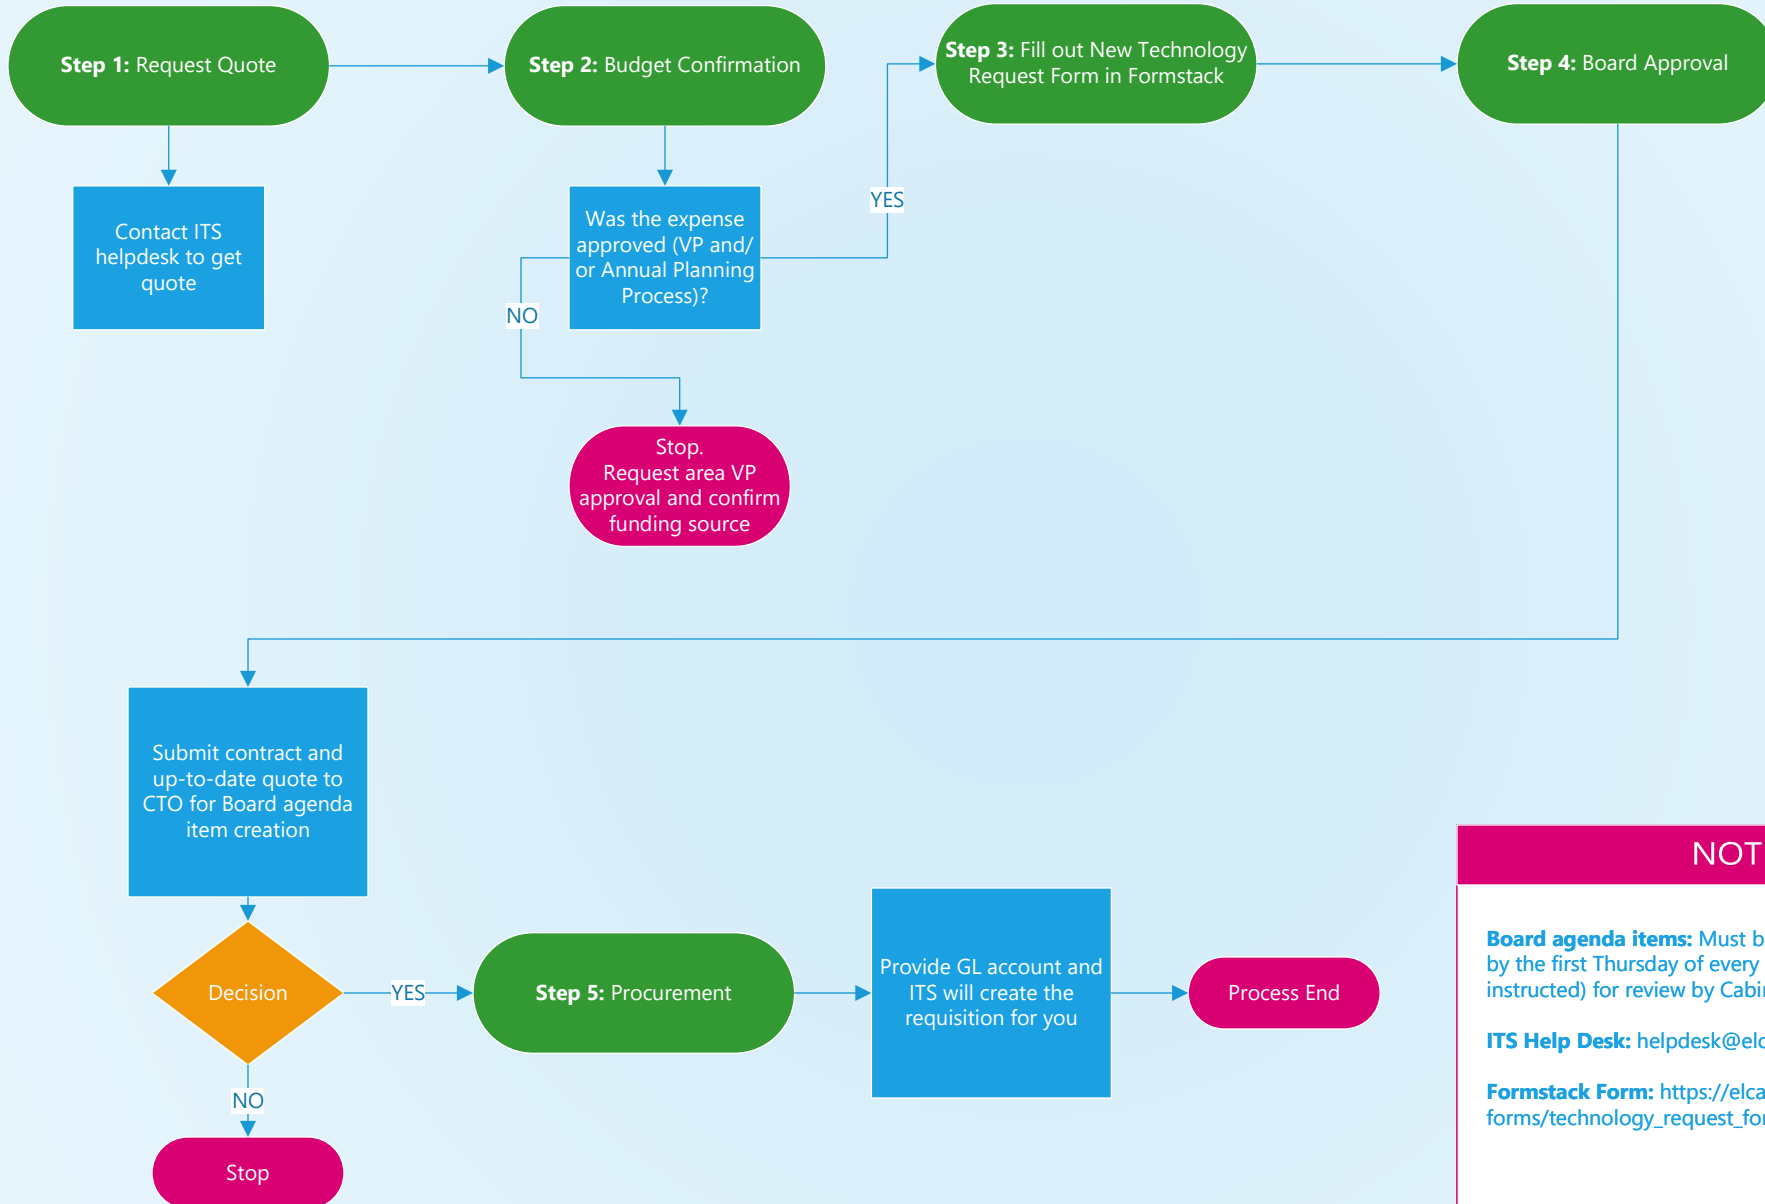 Step 1: Request Quote
Step 2: Budget Confirmation
Step 3: Fill out New Technology
Request Form in Formstack
Step 4: Board Approval
Contact ITS
helpdesk to get
quote
Was the expense
approved (VP and/
or Annual Planning
Process)?
YES
NO
Stop.
Request area VP
approval and confirm
funding source
Submit contract and
up-to-date quote to
CTO for Board agenda
item creation
Decision
YES
Step 5: Procurement
Provide GL account and
ITS will create the
requisition for you
Process End
NO
Stop
NOT
Board agenda items: Must b
by the first Thursday of every
instructed) for review by Cabi
ITS Help Desk: helpdesk@elc
Formstack Form: https://elca
forms/technology_request_for